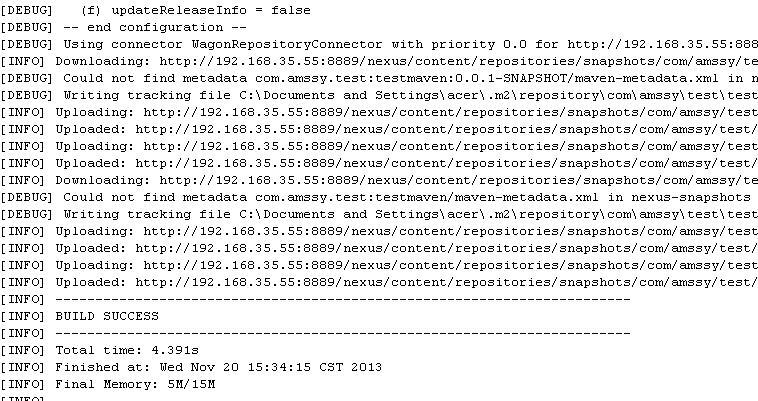 [DEBUG]   (f) updateReleaseInfo = false
[DEBUG] -- end configuration --
[DEBUG] Using connector WagonRepositoryConnector with priority 0.0 for http://192.168.35.55:888
[INFO] Downloading: http://192.168.35.55:8889/nexus/content/repositories/snapshots/com/amssy/te
[DEBUG] Could not find metadata com.amssy.test:testmaven:0.0.1-SNAPSHOT/maven-metadata.xml in n
[DEBUG] Writing tracking file C:\Documents and Settings\acer\.m2\repository\com\amssy\test\test
[INFO] Uploading: http://192.168.35.55:8889/nexus/content/repositories/snapshots/com/amssy/test
[INFO] Uploaded: http://192.168.35.55:8889/nexus/content/repositories/snapshots/com/amssy/test/
[INFO] Uploading: http://192.168.35.55:8889/nexus/content/repositories/snapshots/com/amssy/test
[INFO] Uploaded: http://192.168.35.55:8889/nexus/content/repositories/snapshots/com/amssy/test/
[INFO] Downloading: http://192.168.35.55:8889/nexus/content/repositories/snapshots/com/amssy/te
[DEBUG] Could not find metadata com.amssy.test:testmaven/maven-metadata.xml in nexus-snapshots
[DEBUG] Writing tracking file C:\Documents and Settings\acer\.m2\repository\com\amssy\test\test
[INFO] Uploading: http://192.168.35.55:8889/nexus/content/repositories/snapshots/com/amssy/test
[INFO] Uploaded: http://192.168.35.55:8889/nexus/content/repositories/snapshots/com/amssy/test/
[INFO] Uploading: http://192.168.35.55:8889/nexus/content/repositories/snapshots/com/amssy/test
[INFO] Uploaded: http://192.168.35.55:8889/nexus/content/repositories/snapshots/com/amssy/test/
[INFO] ------------------------------------------------------------------------
[INFO] BUILD SUCCESS
[INFO] ------------------------------------------------------------------------
[INFO] Total time: 4.391s
[INFO] Finished at: Wed Nov 20 15:34:15 CST 2013
[INFO] Final Memory: 5M/15M